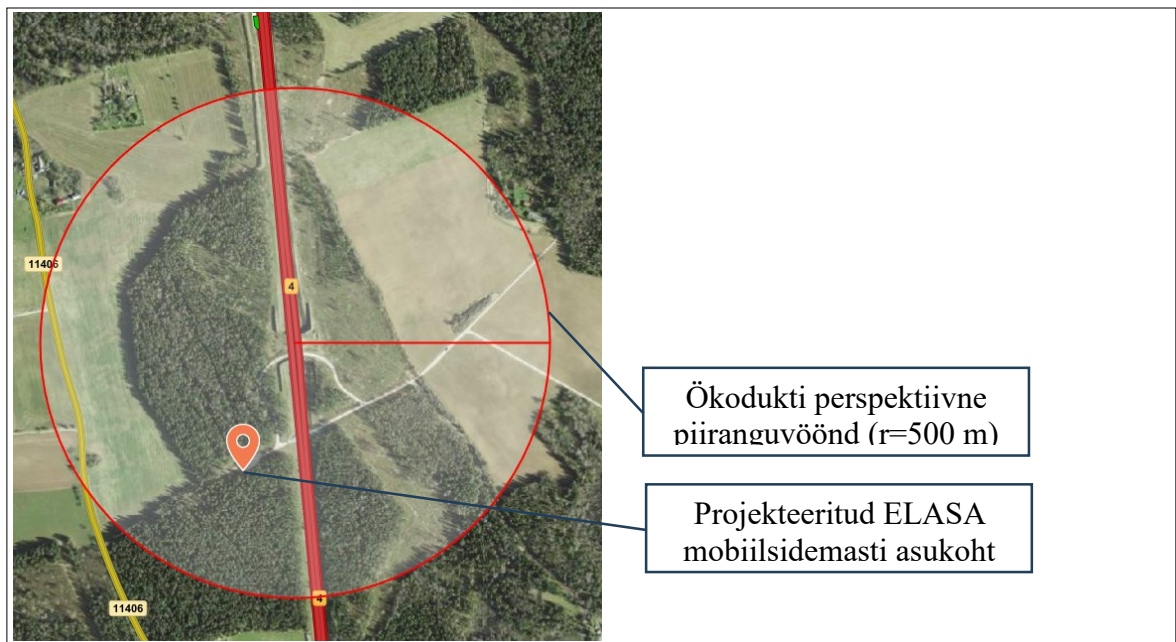 11406
4
Ökodukti perspektiivne
piiranguvöönd (r=500 m)
Projekteeritud ELASA
mobiilsidemasti asukoht
4
11406